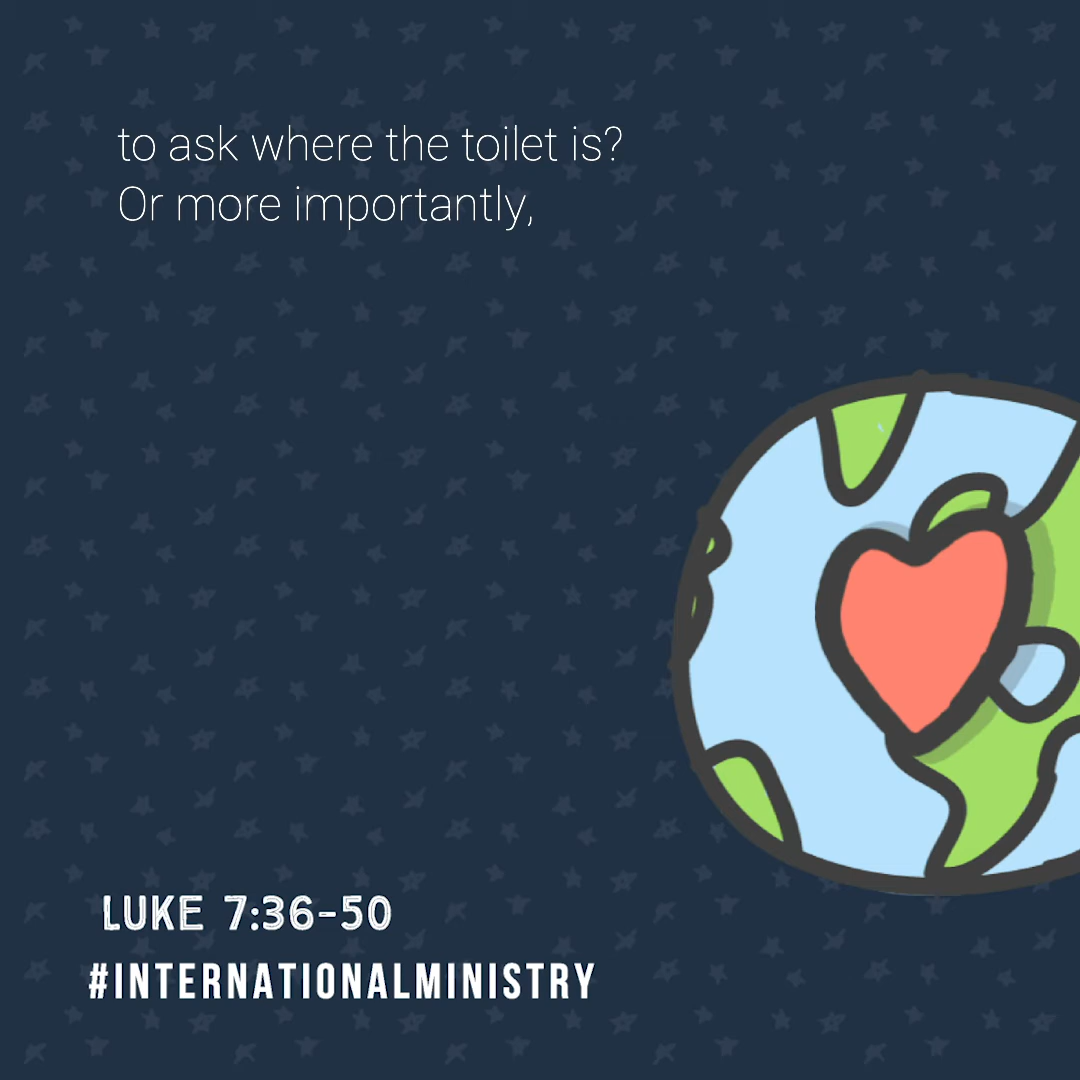 to ask where the toilet is?
Or more importantly,
LUKE 7:36-50
#INTERNATIONALMINISTRY